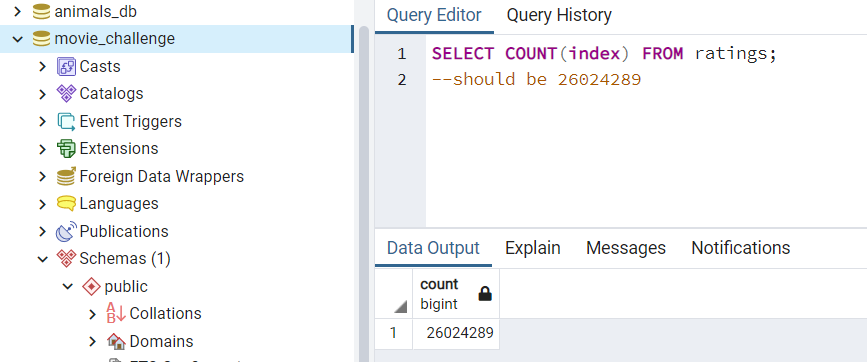 animals_db
movie_challenge
Casts
Catalogs
Event Triggers
Extensions
Foreign Data Wrappers
Languages
Publications
Schemas (1)
public
Collations
Domains
Query Editor Query History
1 SELECT COUNT(index) FROM ratings;
2 --should be 26024289
Data Output Explain Messages Notifications
count
bigint
1 26024289